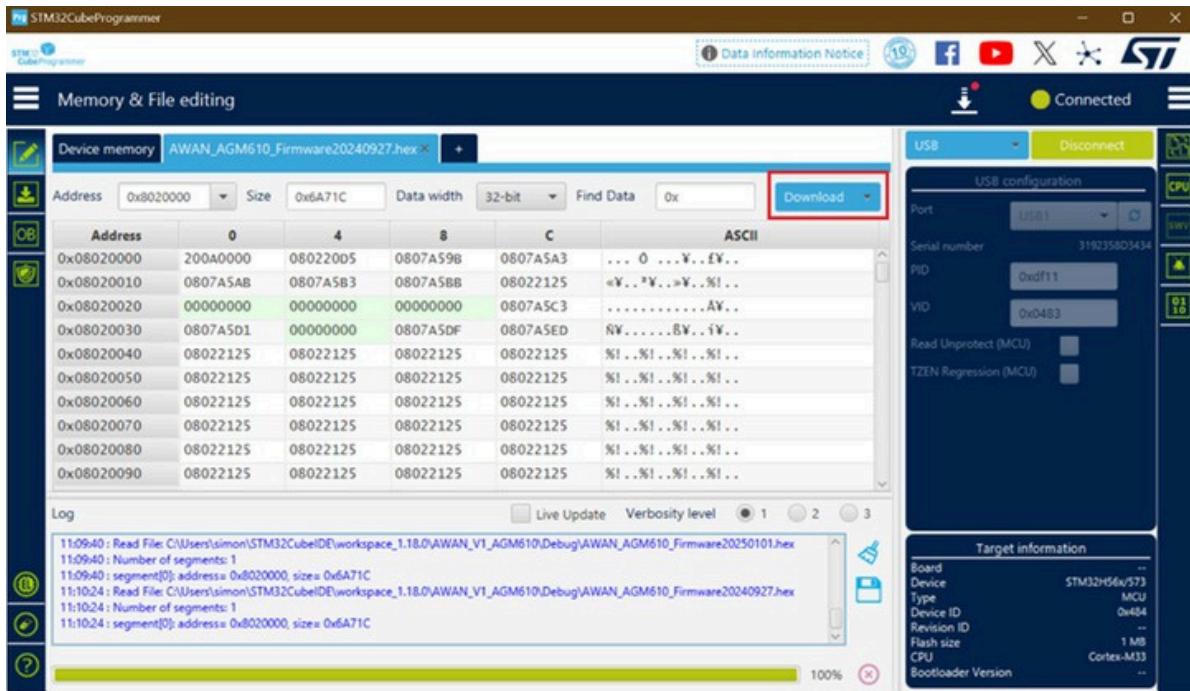 STM32CubeProgrammer
STM32
CubeProgrammer
Data Information Notice
Memory & File editing
Connected
Device memory AWAN_AGM610_Firmware20240927.hex × +
Address 0x8020000 Size 0x6A71C Data width 32-bit Find Data 0x Download
Address 0 4 8 C ASCII
0x08020000 200A0000 080220D5 0807A59B 0807A5A3
0x08020010 0807A5AB 0807A5B3 0807A5BB 08022125
0x08020020 00000000 00000000 00000000 0807A5C3 ............Ã¥..
0x08020030 0807A5D1 00000000 0807A5DF 0807A5ED Ñ¥......ß¥..í¥..
0x08020040 08022125 08022125 08022125 08022125 %!..%!..%!..%!..
0x08020050 08022125 08022125 08022125 08022125 %!..%!..%!..%!..
0x08020060 08022125 08022125 08022125 08022125 %!..%!..%!..%!..
0x08020070 08022125 08022125 08022125 08022125 %!..%!..%!..%!..
0x08020080 08022125 08022125 08022125 08022125 %!..%!..%!..%!..
0x08020090 08022125 08022125 08022125 08022125 %!..%!..%!..%!..
Log Live Update Verbosity level 1 2 3
11:09:40 : Read File: C:\Users\simon\STM32CubeIDE\workspace_1.18.0\AWAN_V1_AGM610\Debug\AWAN_AGM610_Firmware20250101.hex
11:09:40 : Number of segments: 1
11:09:40 : segment[0]: address= 0x8020000, size= 0x6A71C
11:10:24 : Read File: C:\Users\simon\STM32CubeIDE\workspace_1.18.0\AWAN_V1_AGM610\Debug\AWAN_AGM610_Firmware20240927.hex
11:10:24 : Number of segments: 1
11:10:24 : segment[0]: address= 0x8020000, size= 0x6A71C
100%
USB Disconnect
USB configuration
Port USB1
Serial number 3192358D3434
PID 0xdf11
VID 0x0483
Read Unprotect (MCU)
TZEN Regression (MCU)
Target information
Board --
Device STM32H56x/573
Type MCU
Device ID 0x484
Revision ID --
Flash size 1 MB
CPU Cortex-M33
Bootloader Version --
OB
CPU
SWV
01
10